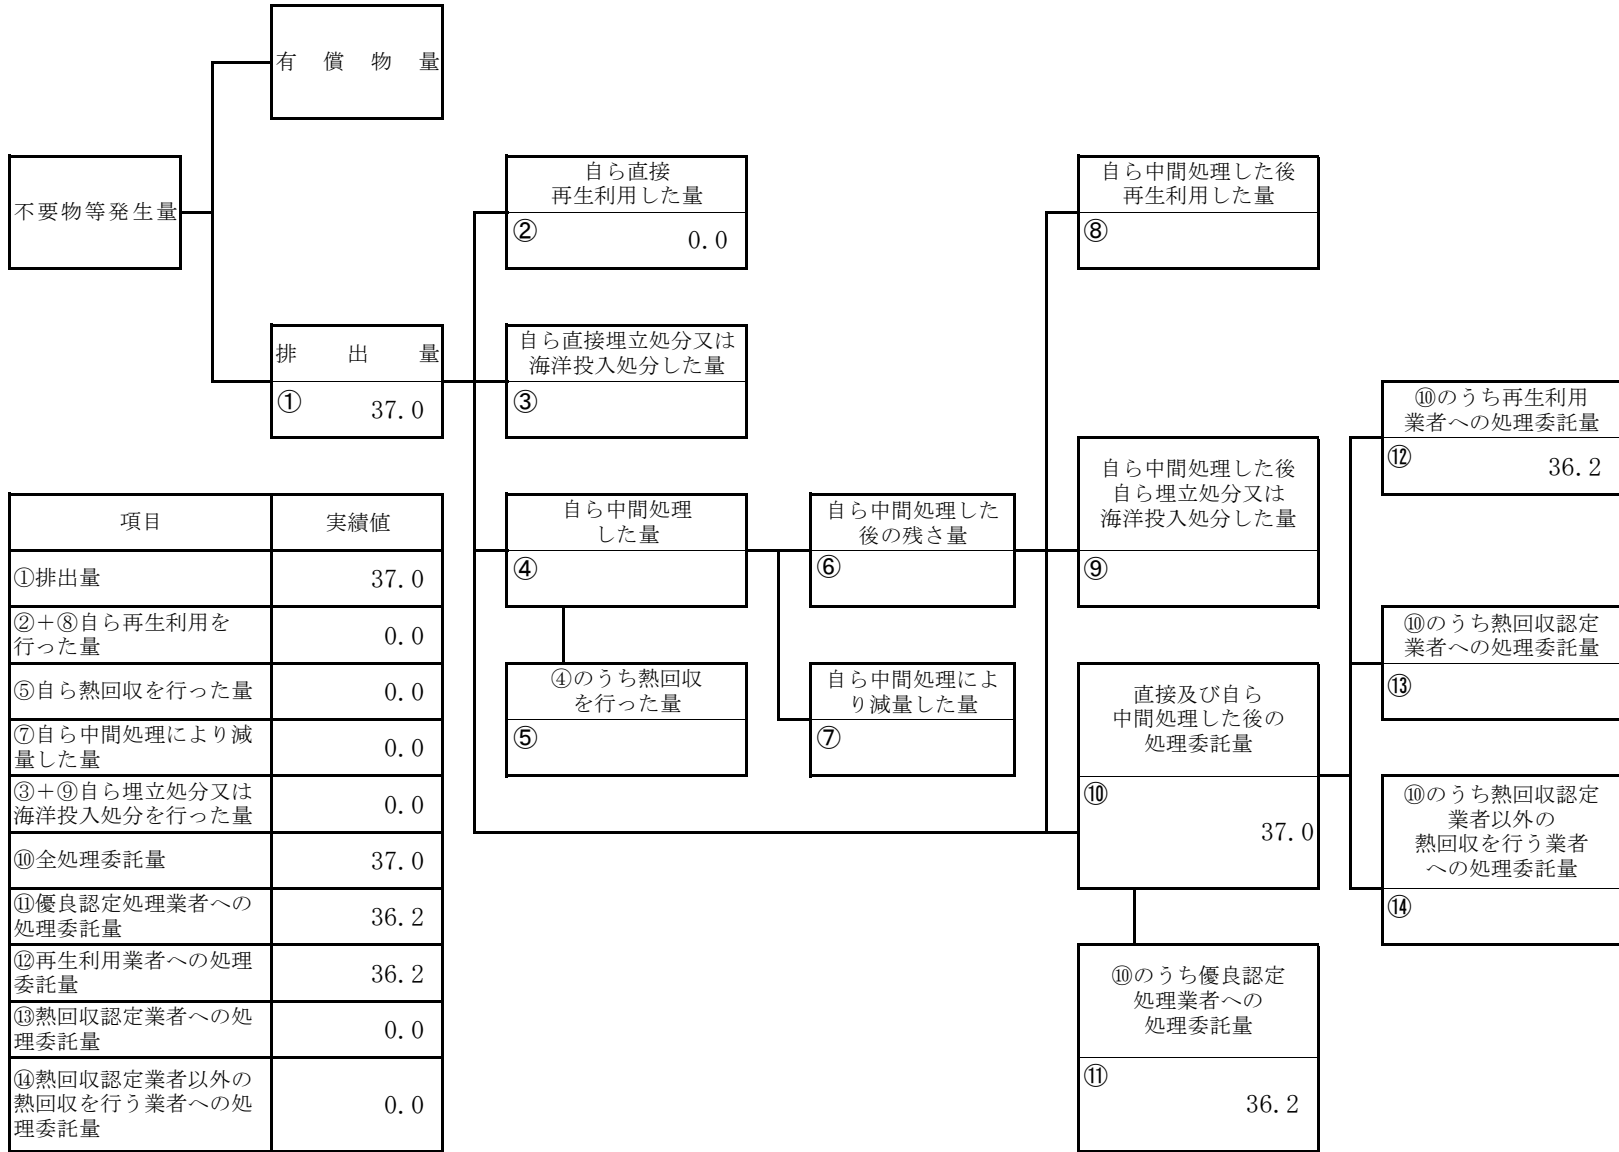 有償物量
不要物等発生量
自ら直接
再生利用した量
② 0.0
自ら中間処理した後
再生利用した量
⑧
排出量
① 37.0
自ら直接埋立処分又は
海洋投入処分した量
③
⑩のうち再生利用
業者への処理委託量
⑫ 36.2
自ら中間処理した後
自ら埋立処分又は
海洋投入処分した量
⑨
自ら中間処理
した量
④
自ら中間処理した
後の残さ量
⑥
④のうち熱回収
を行った量
⑤
自ら中間処理によ
り減量した量
⑦
直接及び自ら
中間処理した後の
処理委託量
⑩
37.0
⑩のうち熱回収認定
業者への処理委託量
⑬
⑩のうち熱回収認定
業者以外の
熱回収を行う業者
への処理委託量
⑭
⑩のうち優良認定
処理業者への
処理委託量
⑪
36.2
項目 実績値
①排出量 37.0
②＋⑧自ら再生利用を
行った量 0.0
⑤自ら熱回収を行った量 0.0
⑦自ら中間処理により減
量した量 0.0
③＋⑨自ら埋立処分又は
海洋投入処分を行った量 0.0
⑩全処理委託量 37.0
⑪優良認定処理業者への
処理委託量 36.2
⑫再生利用業者への処理
委託量 36.2
⑬熱回収認定業者への処
理委託量 0.0
⑭熱回収認定業者以外の
熱回収を行う業者への処
理委託量 0.0